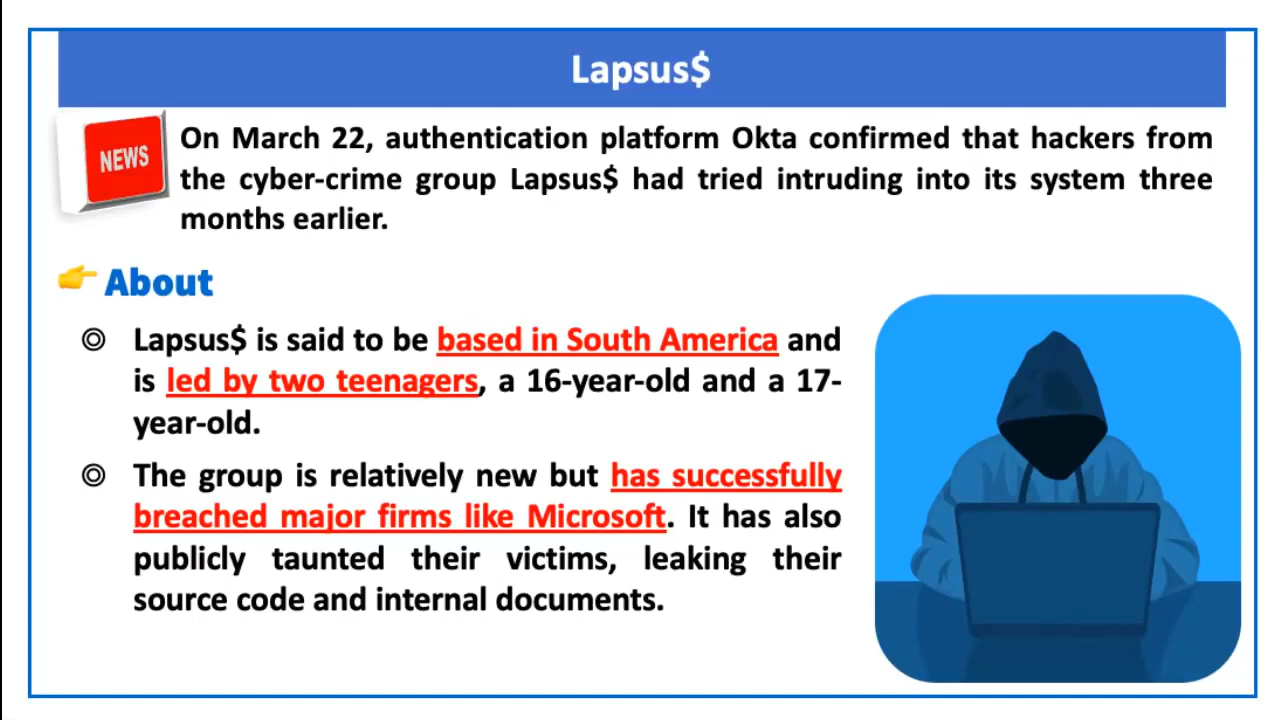 Lapsus$
NEWS
On March 22, authentication platform Okta confirmed that hackers from
the cyber-crime group Lapsus$ had tried intruding into its system three
months earlier.
About
Lapsus$ is said to be based in South America and
is led by two teenagers, a 16-year-old and a 17-
year-old.
The group is relatively new but has successfully
breached major firms like Microsoft. It has also
publicly taunted their victims, leaking their
source code and internal documents.